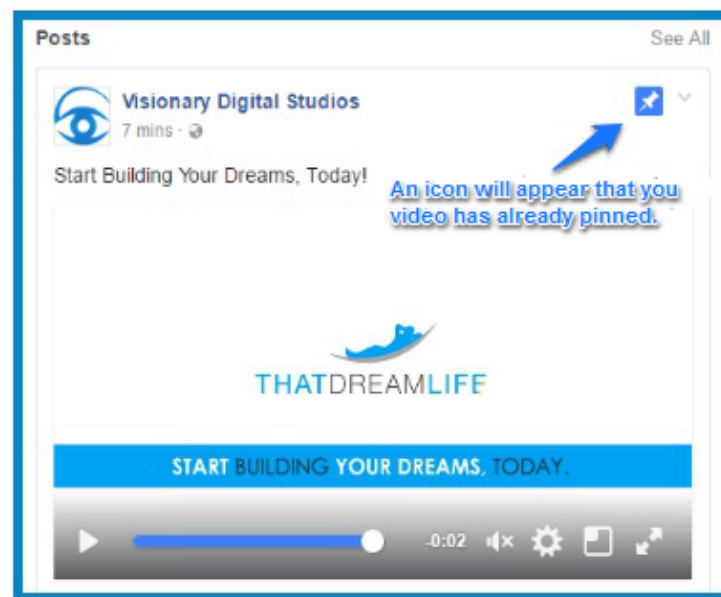 Posts
See All
Visionary Digital Studios
7 mins
Start Building Your Dreams, Today!
An icon will appear that you
video has already pinned.
THATDREAMLIFE
START BUILDING YOUR DREAMS, TODAY.
-0:02